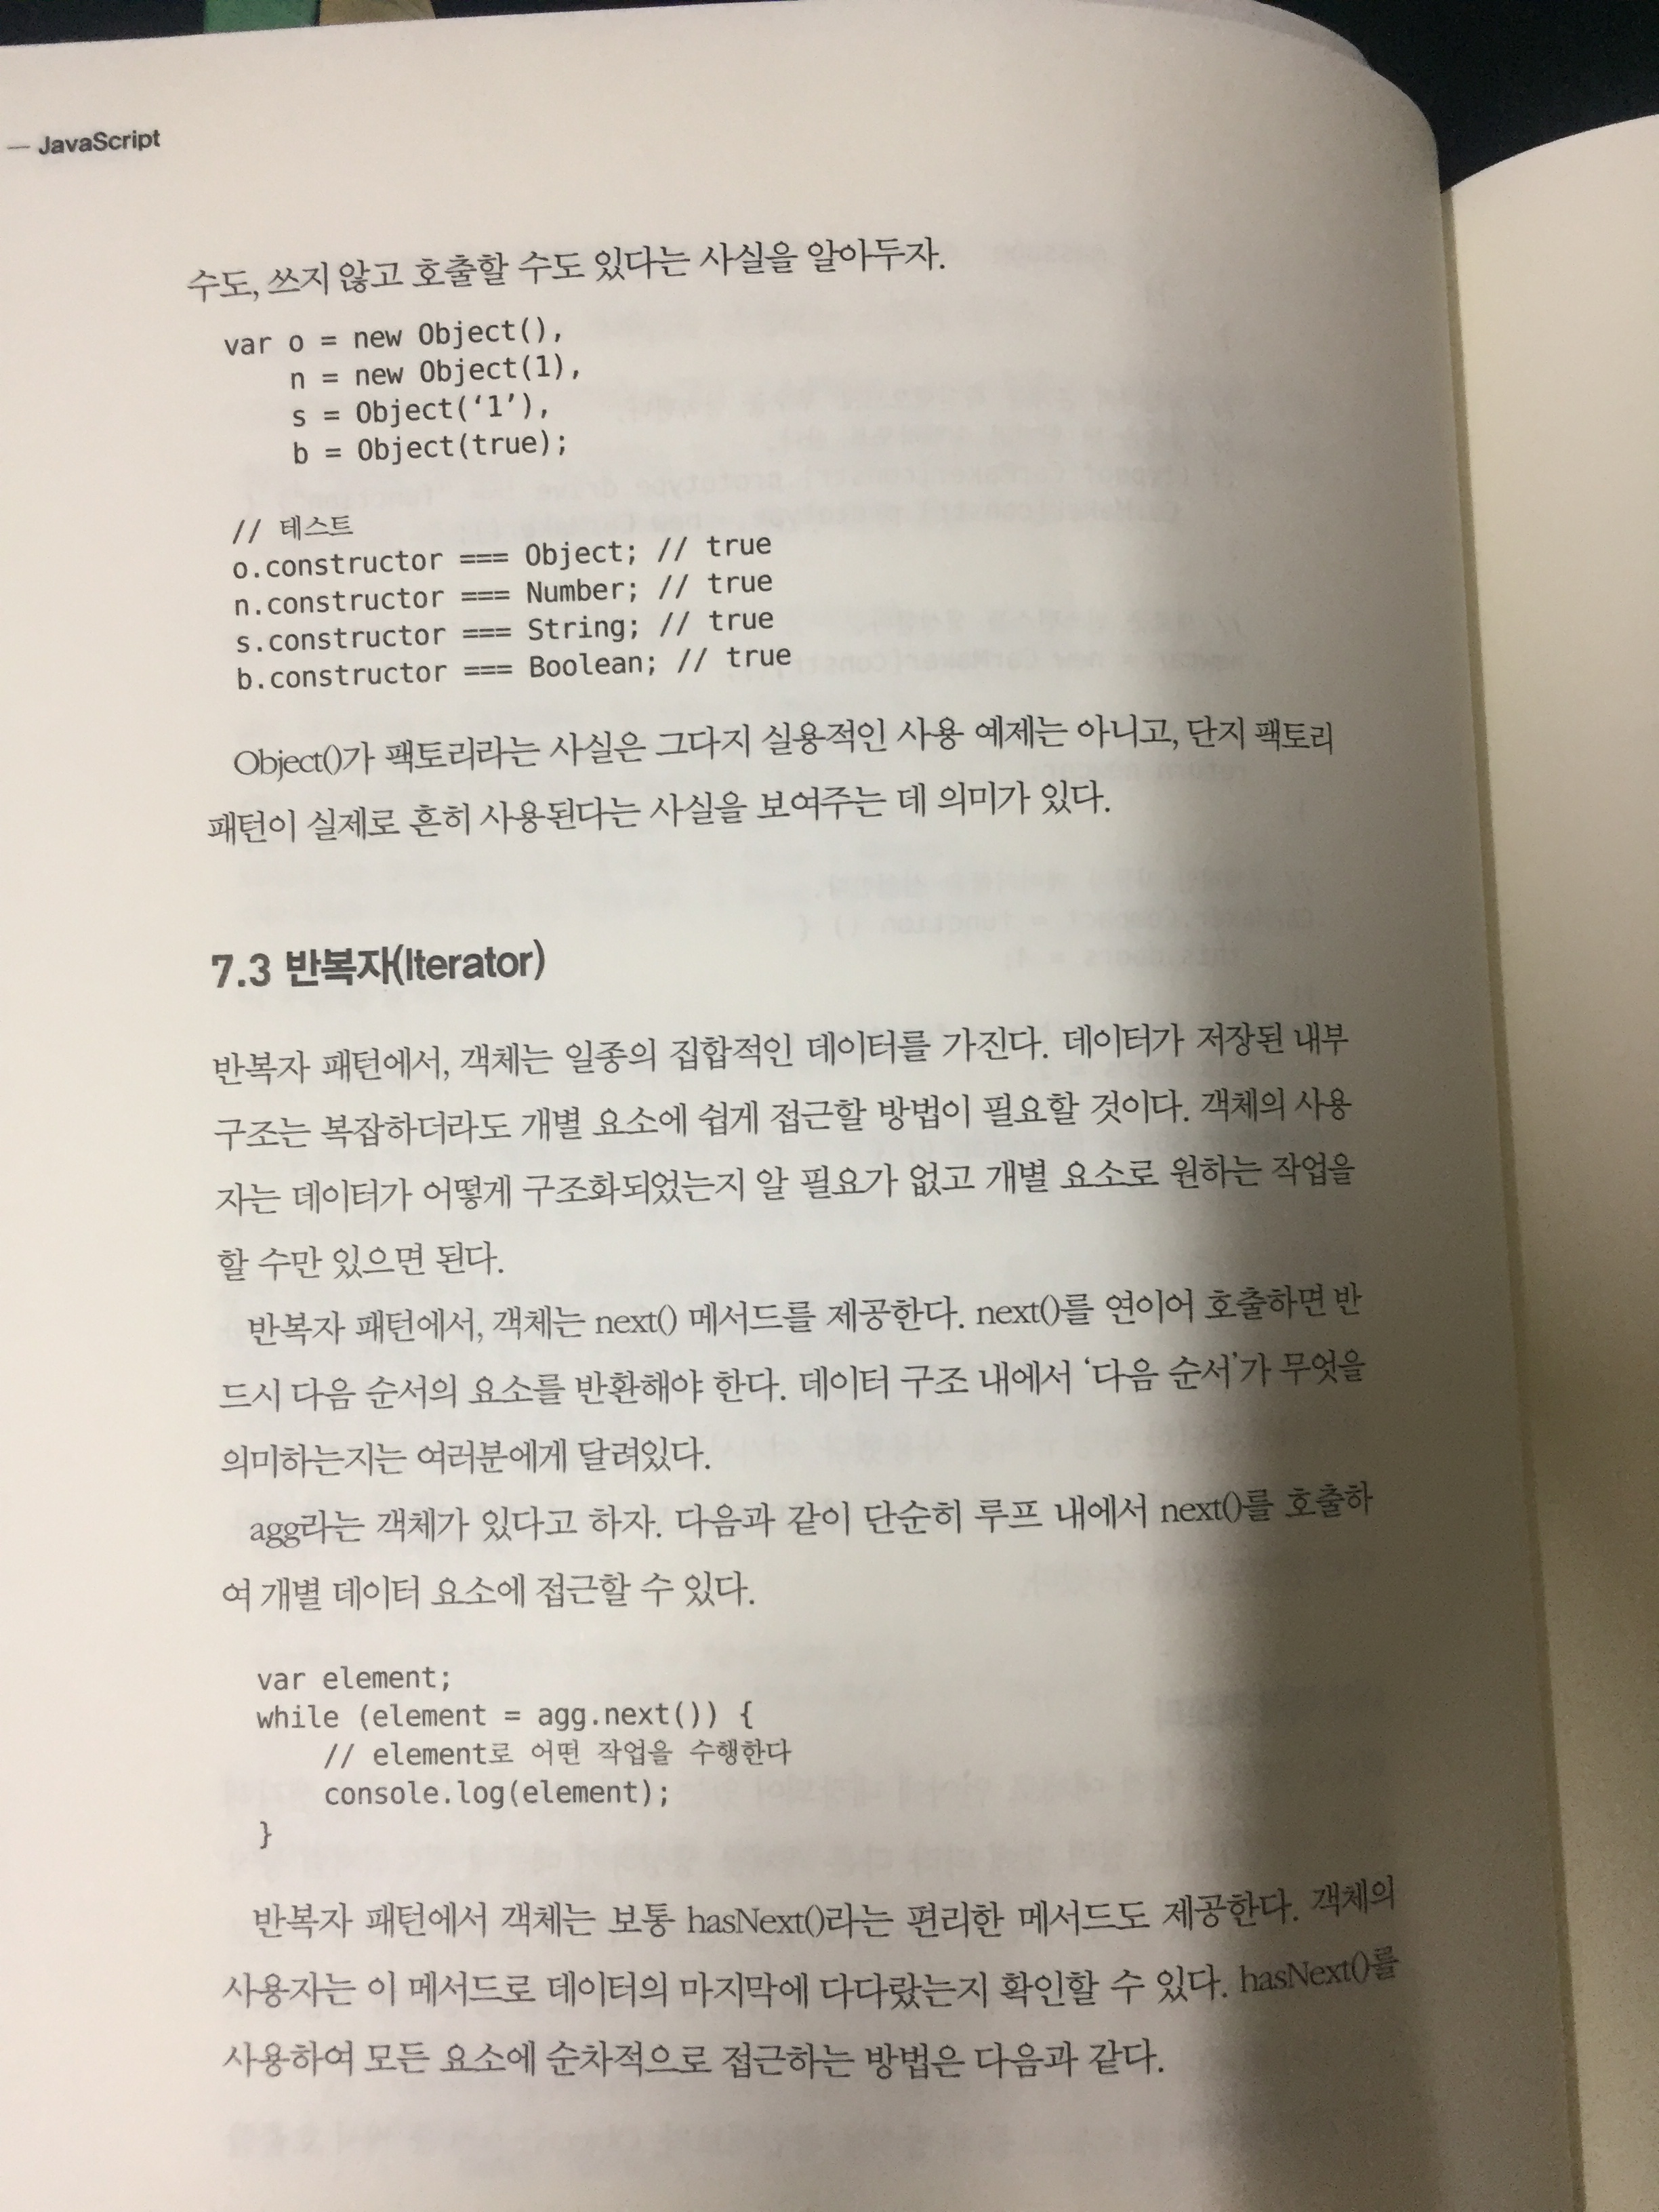 — JavaScript
수도, 쓰지 않고 호출할 수도 있다는 사실을 알아두자.
var o = new Object(),
    n = new Object(1),
    s = Object(‘1’),
    b = Object(true);
// 테스트
o.constructor === Object; // true
n.constructor === Number; // true
s.constructor === String; // true
b.constructor === Boolean; // true
Object()가 팩토리라는 사실은 그다지 실용적인 사용 예제는 아니고, 단지 팩토리
패턴이 실제로 흔히 사용된다는 사실을 보여주는 데 의미가 있다.
7.3 반복자(Iterator)
반복자 패턴에서, 객체는 일종의 집합적인 데이터를 가진다. 데이터가 저장된 내부
구조는 복잡하더라도 개별 요소에 쉽게 접근할 방법이 필요할 것이다. 객체의 사용
자는 데이터가 어떻게 구조화되었는지 알 필요가 없고 개별 요소로 원하는 작업을
할 수만 있으면 된다.
반복자 패턴에서, 객체는 next() 메서드를 제공한다. next()를 연이어 호출하면 반
드시 다음 순서의 요소를 반환해야 한다. 데이터 구조 내에서 ‘다음 순서’가 무엇을
의미하는지는 여러분에게 달려있다.
agg라는 객체가 있다고 하자. 다음과 같이 단순히 루프 내에서 next()를 호출하
여 개별 데이터 요소에 접근할 수 있다.
var element;
while (element = agg.next()) {
    // element로 어떤 작업을 수행한다
    console.log(element);
}
반복자 패턴에서 객체는 보통 hasNext()라는 편리한 메서드도 제공한다. 객체의
사용자는 이 메서드로 데이터의 마지막에 다다랐는지 확인할 수 있다. hasNext()를
사용하여 모든 요소에 순차적으로 접근하는 방법은 다음과 같다.